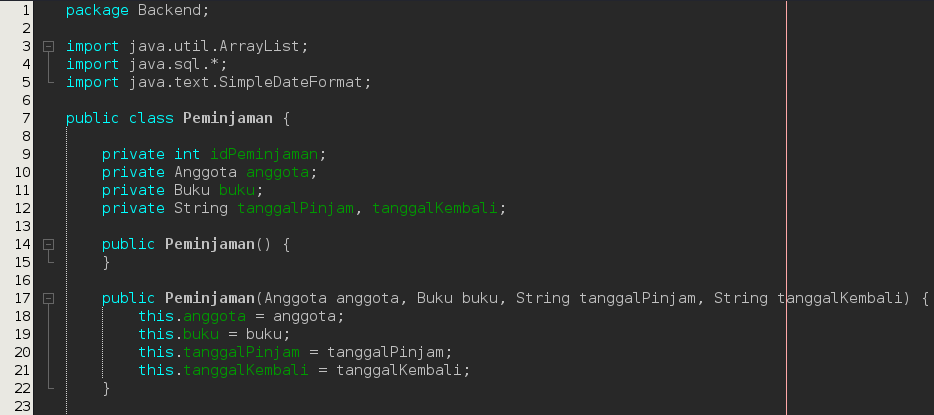 1 package Backend;
2
3 import java.util.ArrayList;
4 import java.sql.*;
5 import java.text.SimpleDateFormat;
6
7 public class Peminjaman {
8
9 private int idPeminjaman;
10 private Anggota anggota;
11 private Buku buku;
12 private String tanggalPinjam, tanggalKembali;
13
14 public Peminjaman() {
15 }
16
17 public Peminjaman(Anggota anggota, Buku buku, String tanggalPinjam, String tanggalKembali) {
18 this.anggota = anggota;
19 this.buku = buku;
20 this.tanggalPinjam = tanggalPinjam;
21 this.tanggalKembali = tanggalKembali;
22 }
23